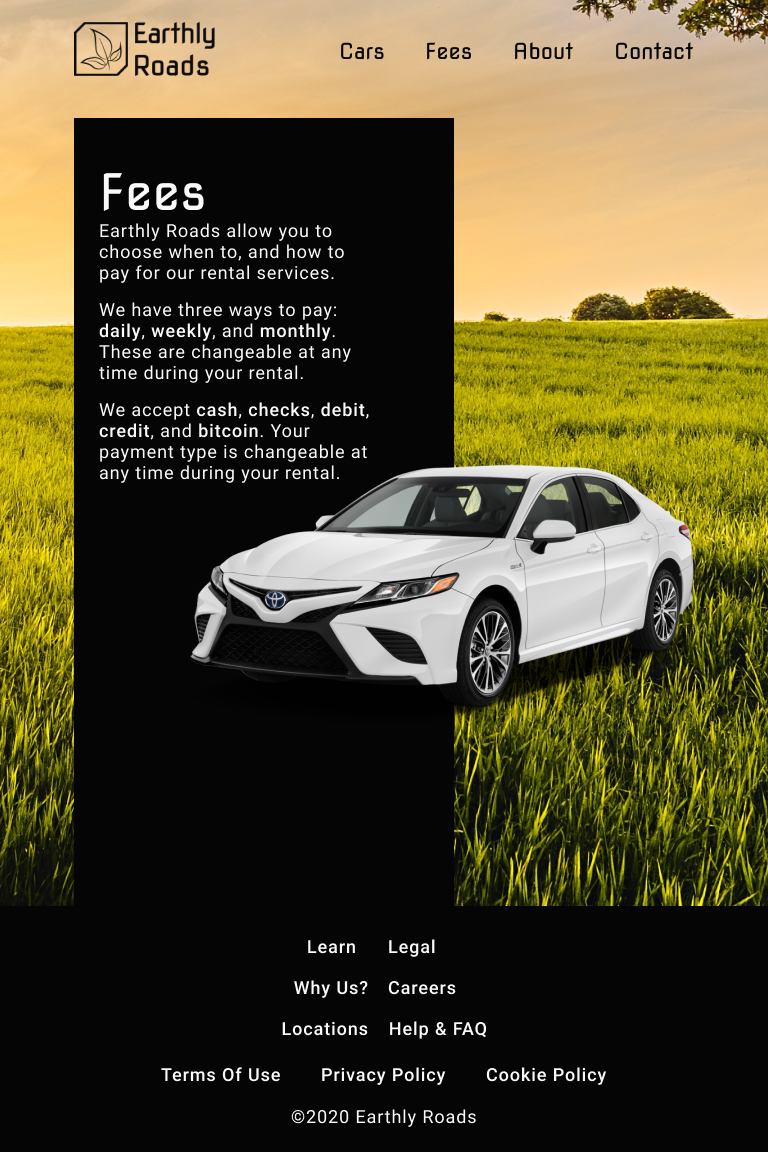 Earthly
Roads
Cars Fees About Contact
Fees
Earthly Roads allow you to
choose when to, and how to
pay for our rental services.
We have three ways to pay:
daily, weekly, and monthly.
These are changeable at any
time during your rental.
We accept cash, checks, debit,
credit, and bitcoin. Your
payment type is changeable at
any time during your rental.
Learn Legal
Why Us? Careers
Locations Help & FAQ
Terms Of Use Privacy Policy Cookie Policy
©2020 Earthly Roads